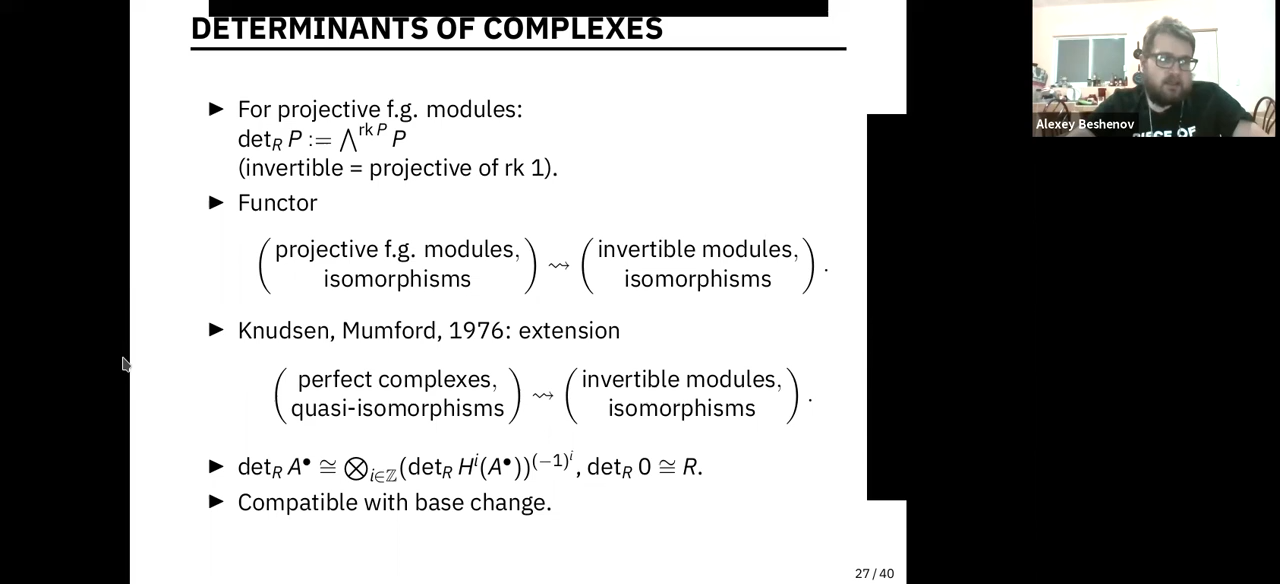 DETERMINANTS OF COMPLEXES
► For projective f.g. modules:
det_R P := ⋀^{rk P} P
(invertible = projective of rk 1).
► Functor
(projective f.g. modules, isomorphisms) ⇝ (invertible modules, isomorphisms).
► Knudsen, Mumford, 1976: extension
(perfect complexes, quasi-isomorphisms) ⇝ (invertible modules, isomorphisms).
► det_R A^• ≅ ⨂_{i∈ℤ}(det_R H^i(A^•))^{(−1)^i}, det_R 0 ≅ R.
► Compatible with base change.
27 / 40
Alexey Beshenov
PIECE OF